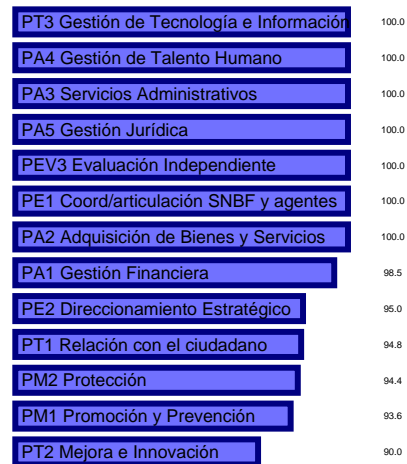 PT3 Gestión de Tecnología e Información 100.0
PA4 Gestión de Talento Humano 100.0
PA3 Servicios Administrativos 100.0
PA5 Gestión Jurídica 100.0
PEV3 Evaluación Independiente 100.0
PE1 Coord/articulación SNBF y agentes 100.0
PA2 Adquisición de Bienes y Servicios 100.0
PA1 Gestión Financiera 98.5
PE2 Direccionamiento Estratégico 95.0
PT1 Relación con el ciudadano 94.8
PM2 Protección 94.4
PM1 Promoción y Prevención 93.6
PT2 Mejora e Innovación 90.0